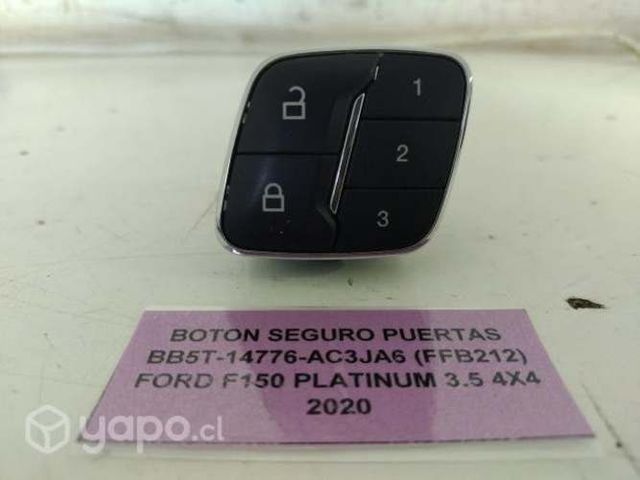 1
2
3
BOTON SEGURO PUERTAS
BB5T-14776-AC3JA6 (FFB212)
FORD F150 PLATINUM 3.5 4X4
2020
yapo.cl